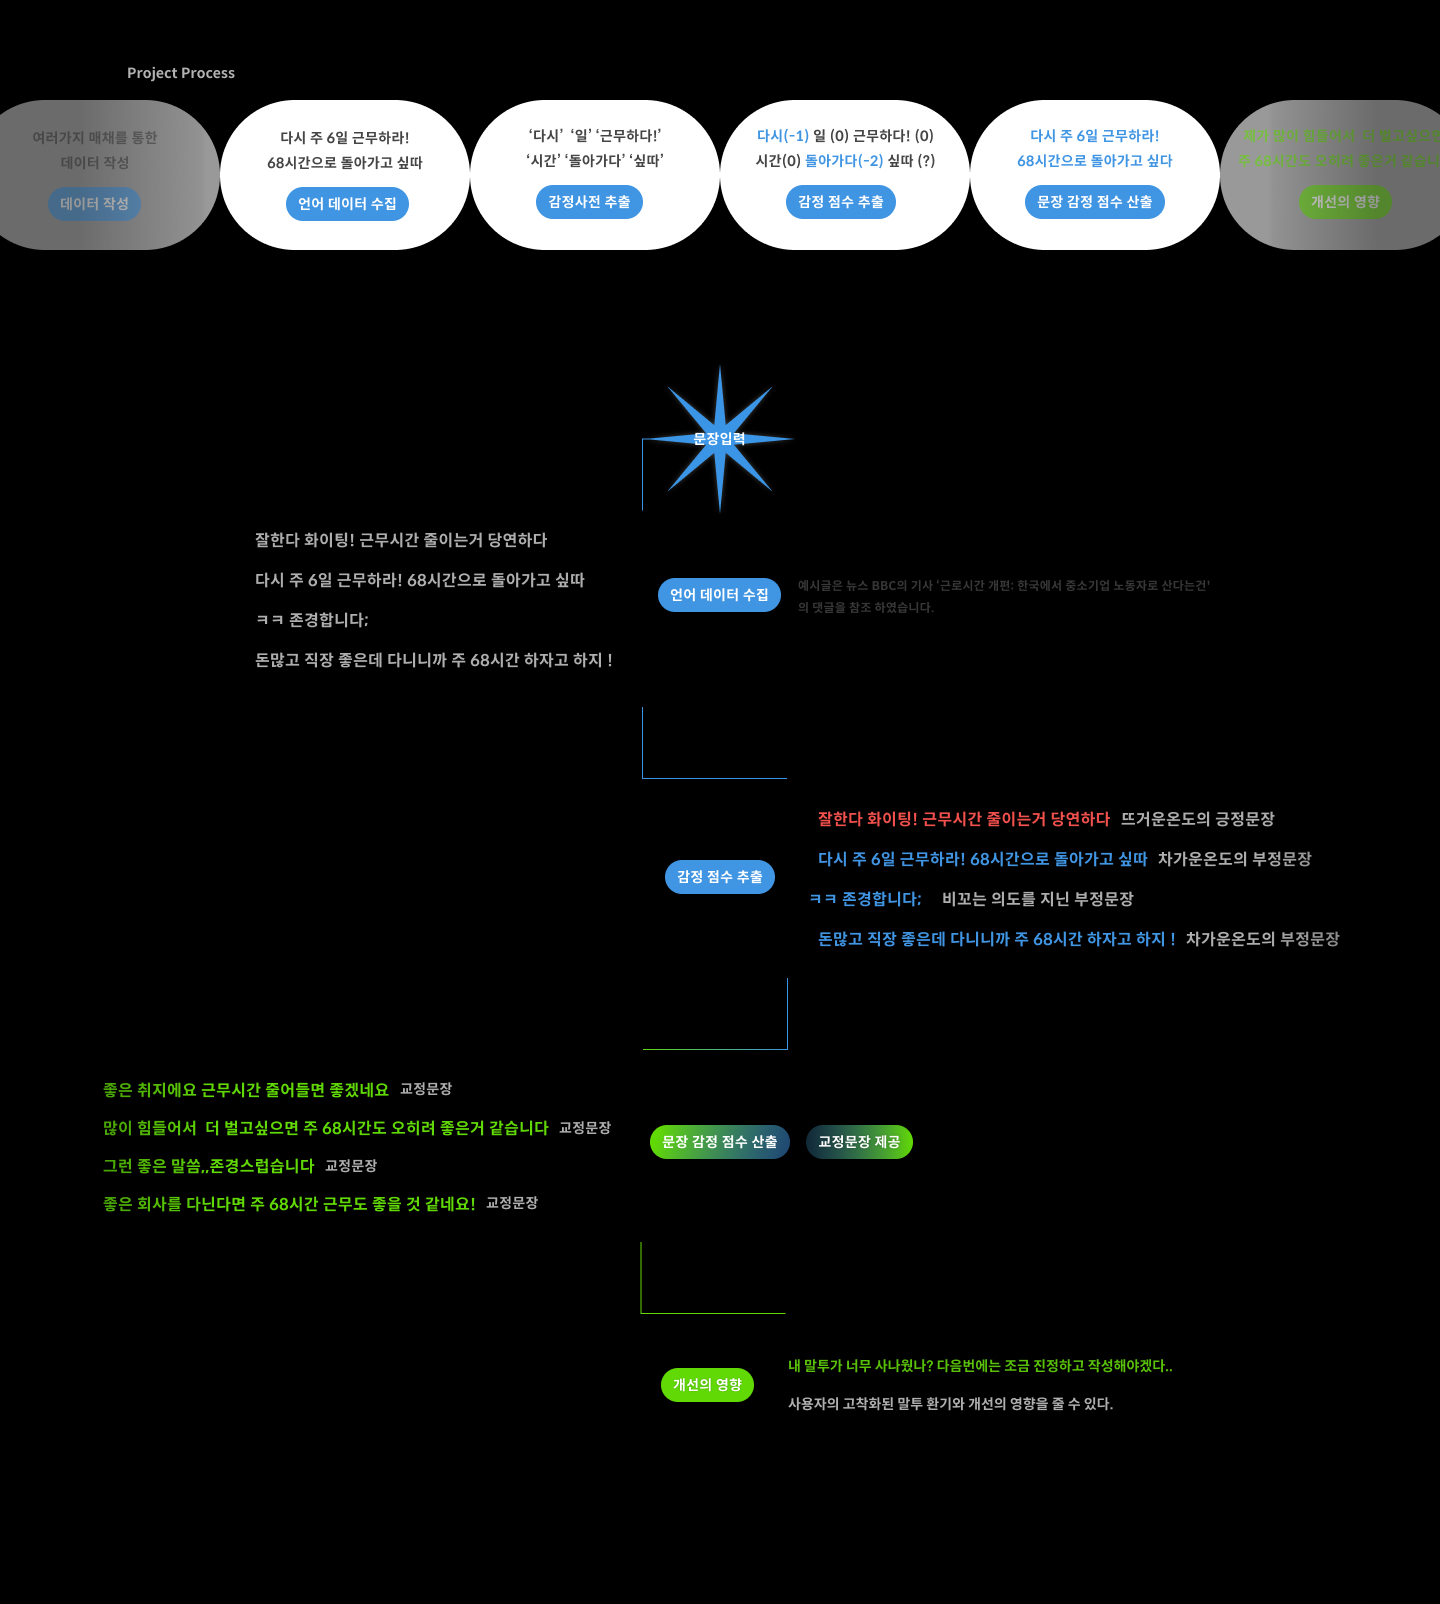 Project Process
여러가지 매채를 통한
데이터 작성
데이터 작성
다시 주 6일 근무하라!
68시간으로 돌아가고 싶따
언어 데이터 수집
‘다시’ ‘일’ ‘근무하다!’
‘시간’ ‘돌아가다’ ‘싶따’
감정사전 추출
다시(-1) 일 (0) 근무하다! (0)
시간(0) 돌아가다(-2) 싶따 (?)
감정 점수 추출
다시 주 6일 근무하라!
68시간으로 돌아가고 싶다
문장 감정 점수 산출
개선의 영향
문장입력
잘한다 화이팅! 근무시간 줄이는거 당연하다
다시 주 6일 근무하라! 68시간으로 돌아가고 싶따
ㅋㅋ 존경합니다;
돈많고 직장 좋은데 다니니까 주 68시간 하자고 하지 !
언어 데이터 수집
예시글은 뉴스 BBC의 기사 '근로시간 개편: 한국에서 중소기업 노동자로 산다는건'
의 댓글을 참조 하였습니다.
감정 점수 추출
잘한다 화이팅! 근무시간 줄이는거 당연하다 뜨거운온도의 긍정문장
다시 주 6일 근무하라! 68시간으로 돌아가고 싶따 차가운온도의 부정문장
ㅋㅋ 존경합니다; 비꼬는 의도를 지닌 부정문장
돈많고 직장 좋은데 다니니까 주 68시간 하자고 하지 ! 차가운온도의 부정문장
좋은 취지에요 근무시간 줄어들면 좋겠네요 교정문장
많이 힘들어서 더 벌고싶으면 주 68시간도 오히려 좋은거 같습니다 교정문장
그런 좋은 말씀,,존경스럽습니다 교정문장
좋은 회사를 다닌다면 주 68시간 근무도 좋을 것 같네요! 교정문장
문장 감정 점수 산출
교정문장 제공
개선의 영향
내 말투가 너무 사나웠나? 다음번에는 조금 진정하고 작성해야겠다..
사용자의 고착화된 말투 환기와 개선의 영향을 줄 수 있다.